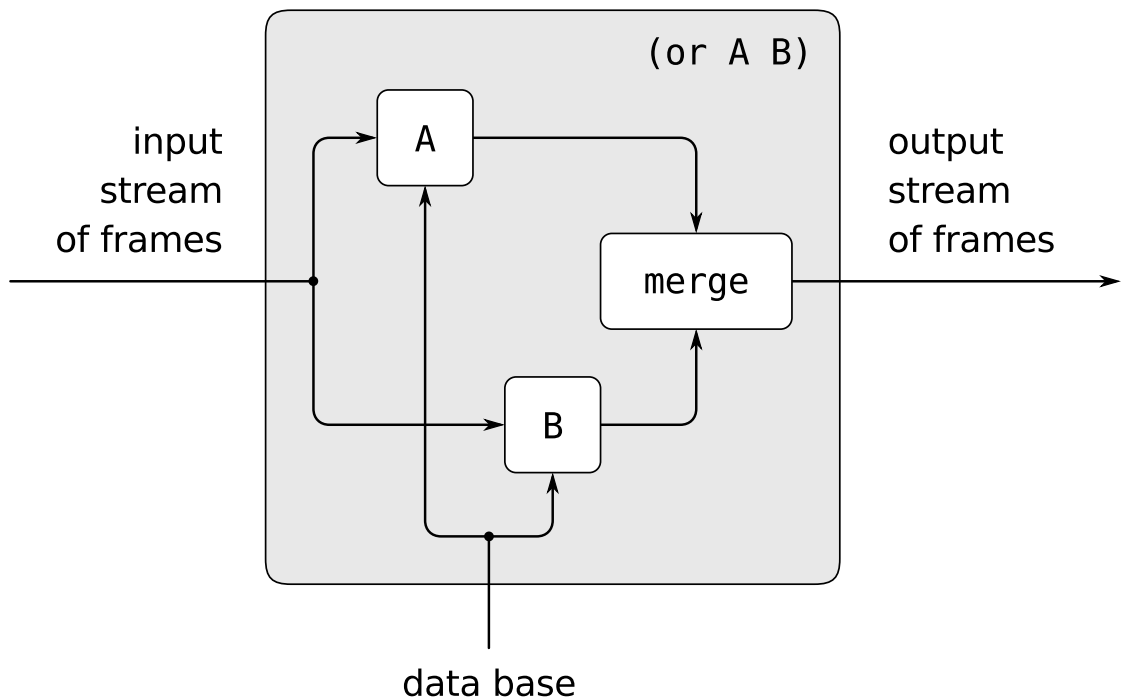 (or A B)
input
stream
of frames
A
output
stream
of frames
merge
B
data base